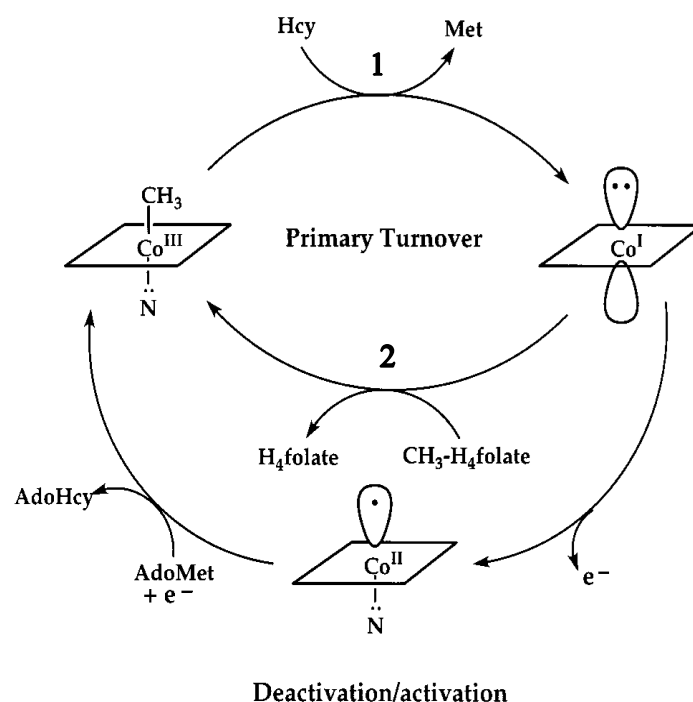 Hcy
Met
1
CH₃
Coᴵᴵᴵ
N
Primary Turnover
Coᴵ
2
H₄folate
CH₃-H₄folate
AdoHcy
AdoMet
+ e⁻
Coᴵᴵ
N
e⁻
Deactivation/activation